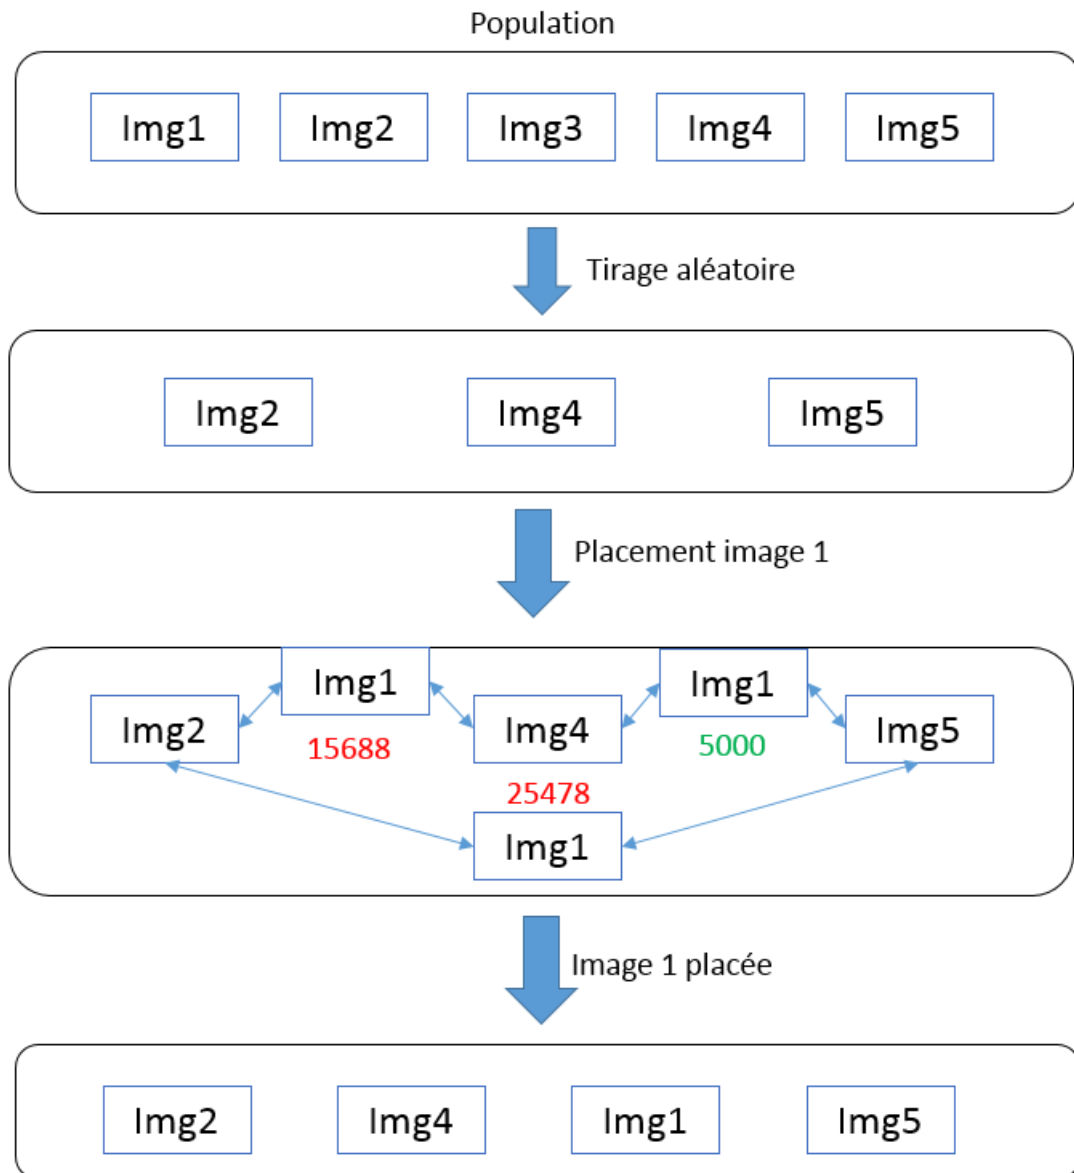 Population
Img1 Img2 Img3 Img4 Img5
Tirage aléatoire
Img2 Img4 Img5
Placement image 1
Img1 Img1
Img2 Img4 Img5
15688 5000
25478
Img1
Image 1 placée
Img2 Img4 Img1 Img5